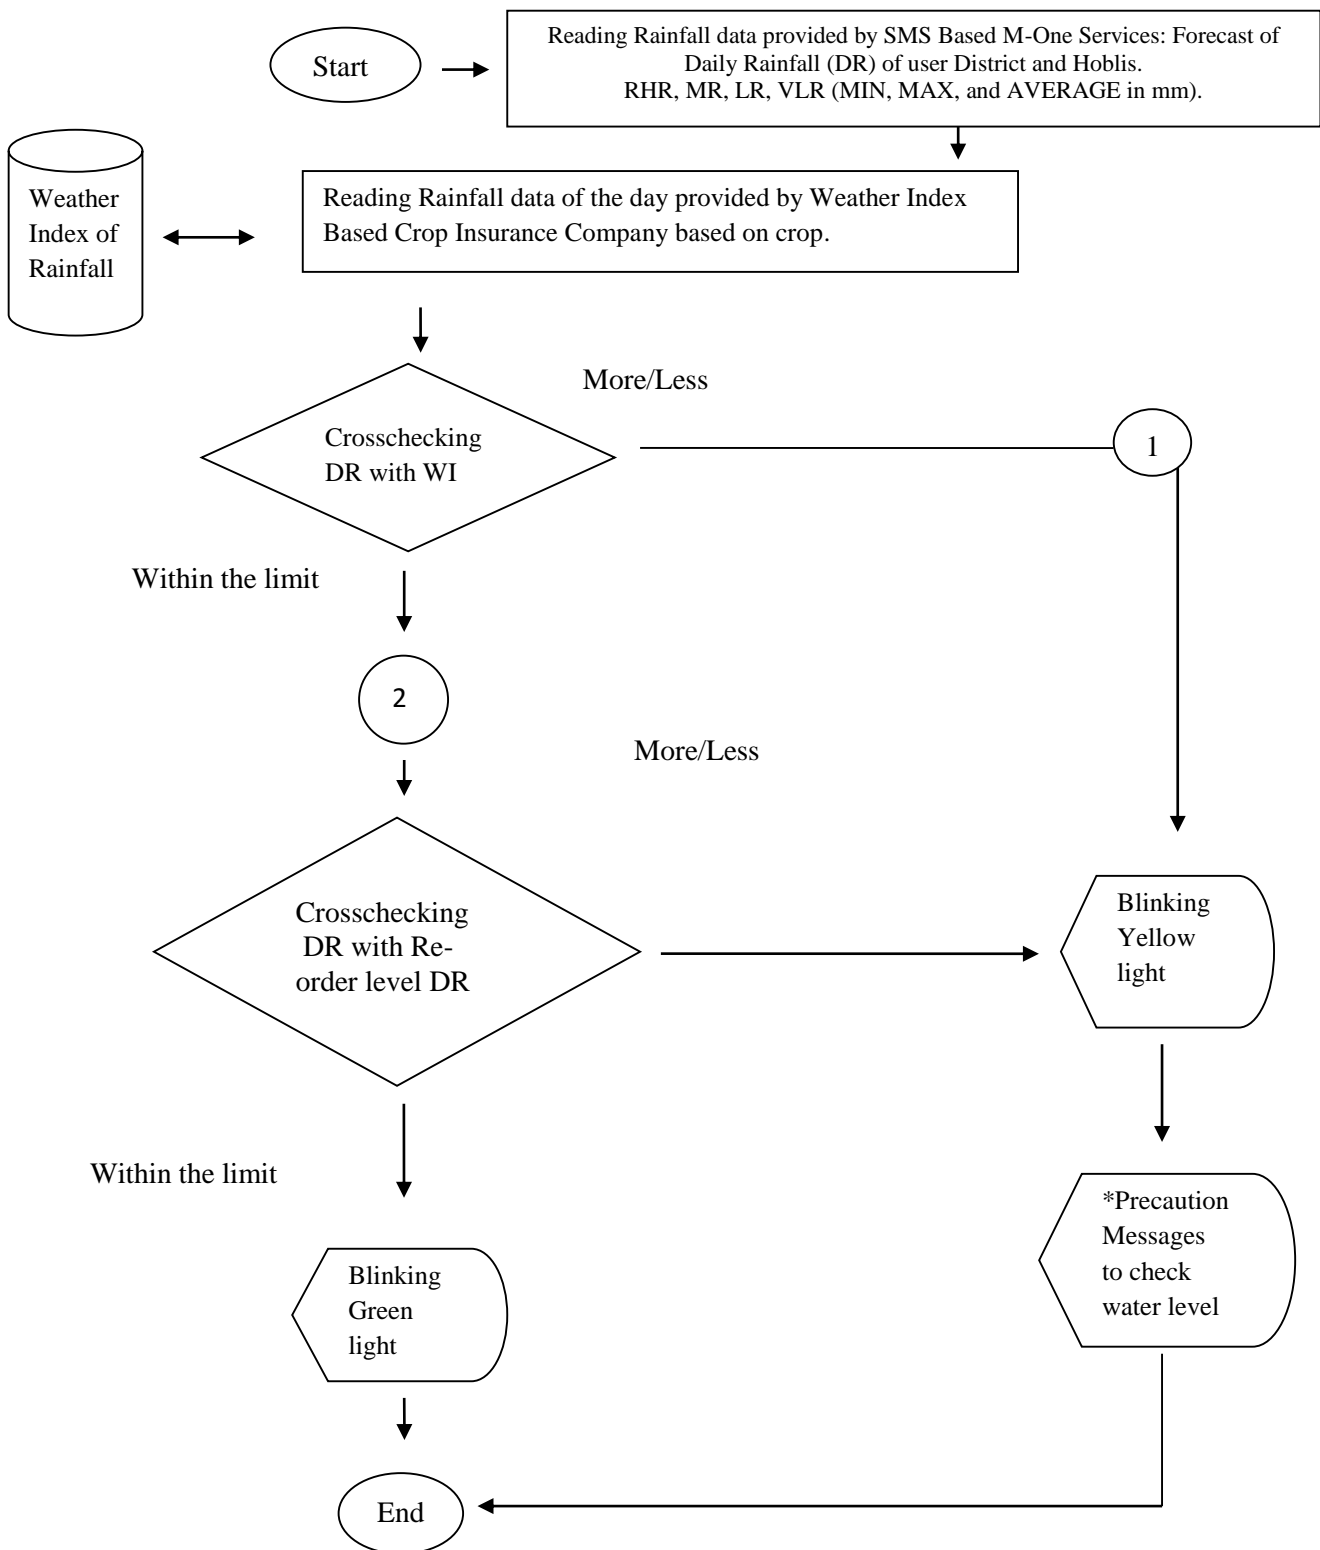 Start
Reading Rainfall data provided by SMS Based M-One Services: Forecast of
Daily Rainfall (DR) of user District and Hoblis.
RHR, MR, LR, VLR (MIN, MAX, and AVERAGE in mm).
Weather
Index of
Rainfall
Reading Rainfall data of the day provided by Weather Index
Based Crop Insurance Company based on crop.
More/Less
Crosschecking
DR with WI
1
Within the limit
2
More/Less
Crosschecking
DR with Re-
order level DR
Blinking
Yellow
light
Within the limit
*Precaution
Messages
to check
water level
Blinking
Green
light
End